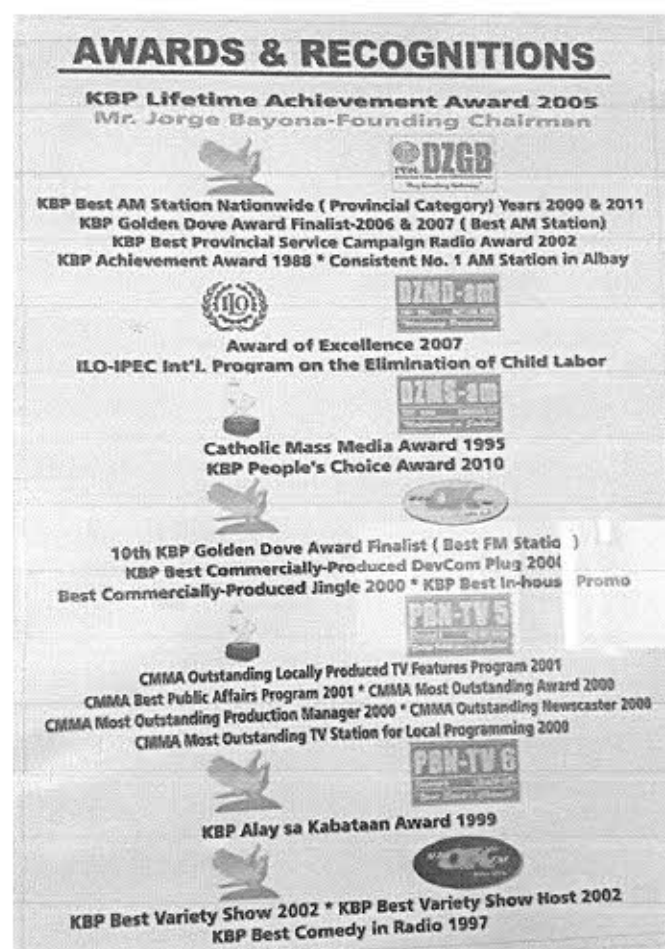 AWARDS & RECOGNITIONS
KBP Lifetime Achievement Award 2005
Mr. Jorge Bayona-Founding Chairman
DZGB
KBP Best AM Station Nationwide ( Provincial Category) Years 2000 & 2011
KBP Golden Dove Award Finalist-2006 & 2007 ( Best AM Station)
KBP Best Provincial Service Campaign Radio Award 2002
KBP Achievement Award 1988 * Consistent No. 1 AM Station in Albay
ILO DZMD-am
Award of Excellence 2007
ILO-IPEC Int'l. Program on the Elimination of Child Labor
DZMS-am
Catholic Mass Media Award 1995
KBP People's Choice Award 2010
10th KBP Golden Dove Award Finalist ( Best FM Statio )
KBP Best Commercially-Produced DevCom Plug 200
Best Commercially-Produced Jingle 2000 * KBP Best In-hous Promo
PBN-TV 5
CMMA Outstanding Locally Produced TV Features Program 2001
CMMA Best Public Affairs Program 2001 * CMMA Most Outstanding Award 2000
CMMA Most Outstanding Production Manager 2000 * CMMA Outstanding Newscaster 2000
CMMA Most Outstanding TV Station for Local Programming 2000
PBN-TV 6
KBP Alay sa Kabataan Award 1999
KBP Best Variety Show 2002 * KBP Best Variety Show Host 2002
KBP Best Comedy in Radio 1997